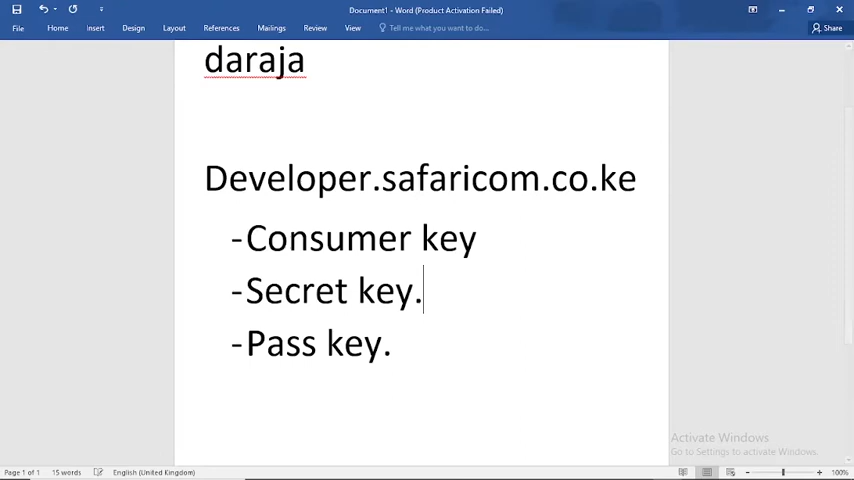 Document1 - Word (Product Activation Failed)
File Home Insert Design Layout References Mailings Review View Tell me what you want to do... Share
daraja
Developer.safaricom.co.ke
-Consumer key
-Secret key.
-Pass key.
Activate Windows
Go to Settings to activate Windows.
Page 1 of 1 15 words English (United Kingdom) 100%